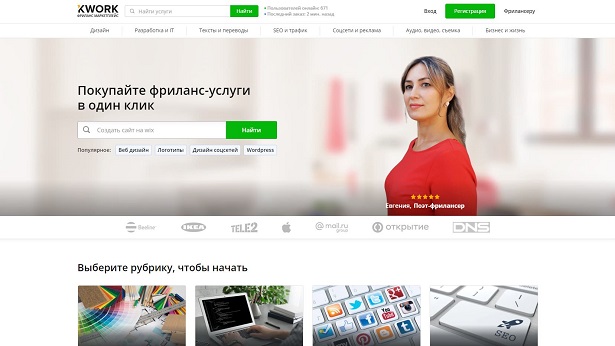 KWORK
ФРИЛАНС МАРКЕТПЛЕЙС
Найти услуги
Найти
Пользователей онлайн: 671
Последний заказ: 2 мин. назад
Вход
Регистрация
Фрилансеру
Дизайн
Разработка и IT
Тексты и переводы
SEO и трафик
Соцсети и реклама
Аудио, видео, съемка
Бизнес и жизнь
Покупайте фриланс-услуги
в один клик
Создать сайт на wix
Найти
Популярное:
Веб дизайн
Логотипы
Дизайн соцсетей
Wordpress
Евгения, Поэт-фрилансер
IKEA
TELE2
@mail.ru
group
открытие
DNS
Выберите рубрику, чтобы начать
You
Tube
SEO